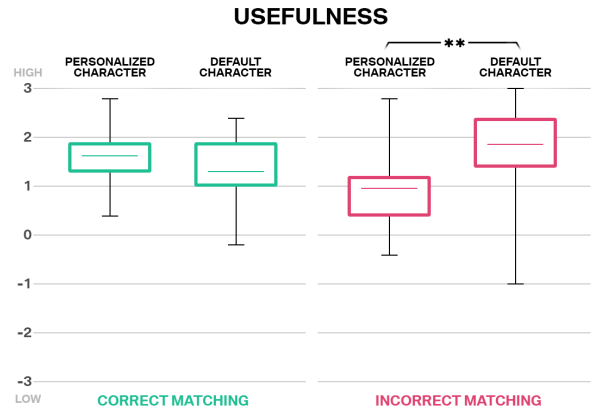 USEFULNESS
**
PERSONALIZED DEFAULT PERSONALIZED DEFAULT
CHARACTER CHARACTER CHARACTER CHARACTER
HIGH
3
2
1
0
-1
-2
-3
LOW
CORRECT MATCHING INCORRECT MATCHING